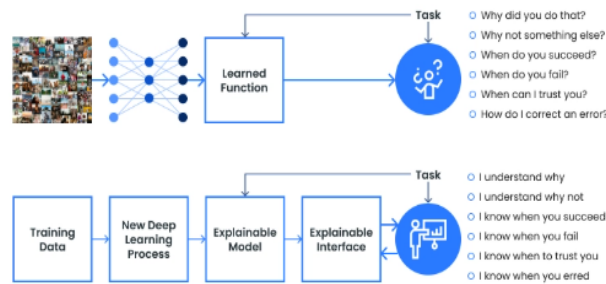 Task
Why did you do that?
Why not something else?
When do you succeed?
When do you fail?
When can I trust you?
How do I correct an error?
Learned
Function
Task
I understand why
I understand why not
I know when you succeed
I know when you fail
I know when to trust you
I know when you erred
Training
Data
New Deep
Learning
Process
Explainable
Model
Explainable
Interface